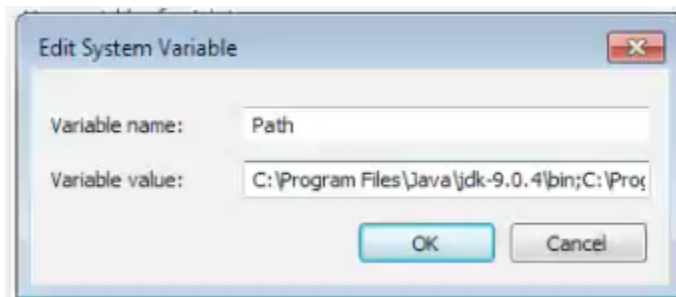 Edit System Variable
Variable name: Path
Variable value: C:\Program Files\Java\jdk-9.0.4\bin;C:\Prog
OK Cancel